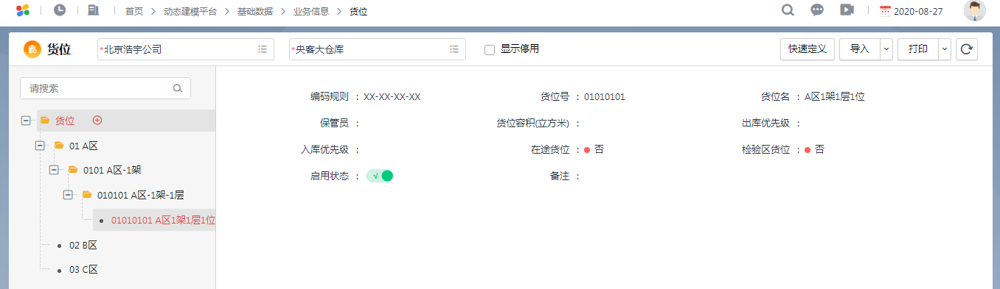 首页 > 动态建模平台 > 基础数据 > 业务信息 > 货位 2020-08-27
货位 *北京浩宇公司 *央客大仓库 显示停用 快速定义 导入 打印
请搜索
货位
01 A区
0101 A区-1架
010101 A区-1架-1层
01010101 A区1架1层1位
02 B区
03 C区
编码规则 : XX-XX-XX-XX 货位号 : 01010101 货位名 : A区1架1层1位
保管员 : 货位容积(立方米) : 出库优先级 :
入库优先级 : 在途货位 : 否 检验区货位 : 否
启用状态 : √ 备注 :